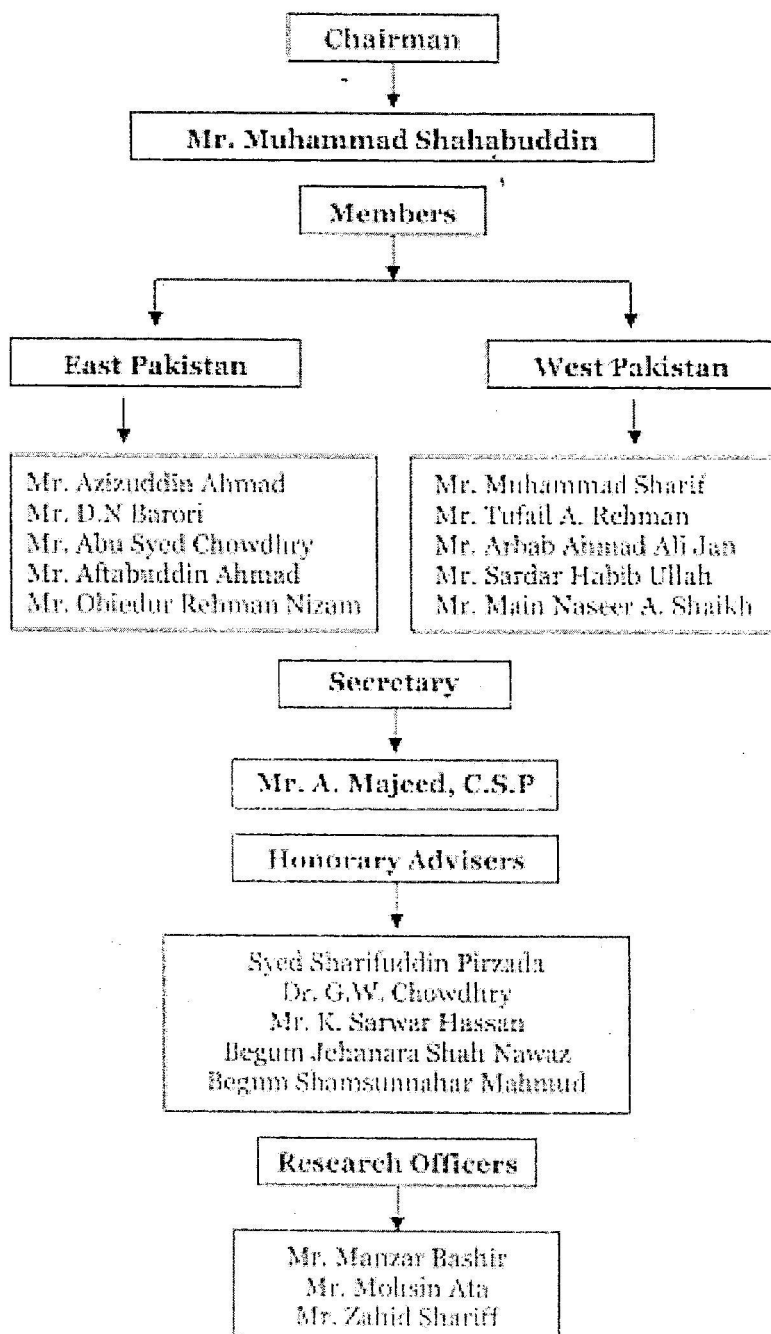 Chairman
Mr. Muhammad Shahabuddin
Members
East Pakistan
West Pakistan
Mr. Azizuddin Ahmad
Mr. D.N Barori
Mr. Abu Syed Chowdhry
Mr. Aftabuddin Ahmad
Mr. Obiedur Rehman Nizam
Mr. Muhammad Sharif
Mr. Tufail A. Rehman
Mr. Arbab Ahmad Ali Jan
Mr. Sardar Habib Ullah
Mr. Main Naseer A. Shaikh
Secretary
Mr. A. Majeed, C.S.P
Honorary Advisers
Syed Sharifuddin Pirzada
Dr. G.W. Chowdhry
Mr. K. Sarwar Hassan
Begum Jehanara Shah Nawaz
Begum Shamsunnahar Mahmud
Research Officers
Mr. Manzar Bashir
Mr. Mohsin Ata
Mr. Zahid Shariff